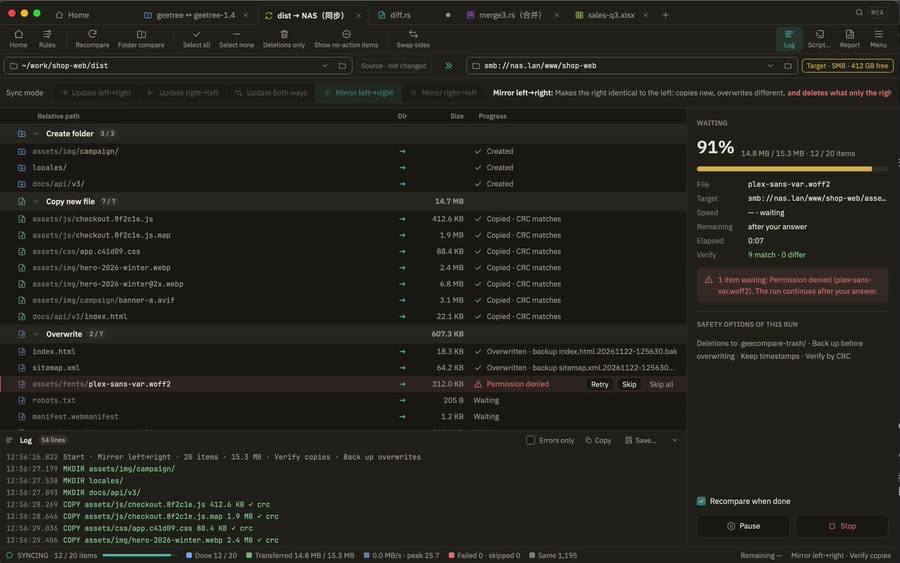 Home
geetree ↔ geetree-1.4
dist → NAS (同步)
diff.rs
merge3.rs (合并)
sales-q3.xlsx
Home
Rules
Recompare
Folder compare
Select all
Select none
Deletions only
Show no-action items
Swap sides
Log
Script...
Report
Menu
~/work/shop-web/dist
Source · not changed
smb://nas.lan/www/shop-web
Target · SMB · 412 GB free
Sync mode
Update left→right
Update right→left
Update both ways
Mirror left→right
Mirror right→left
Mirror left→right: Makes the right identical to the left: copies new, overwrites different, and deletes what only the righ
Relative path Dir Size Progress
Create folder 3 / 3
assets/img/campaign/ → ✓ Created
locales/ → ✓ Created
docs/api/v3/ → ✓ Created
Copy new file 7 / 7 14.7 MB
assets/js/checkout.8f2c1e.js → 412.6 KB ✓ Copied · CRC matches
assets/js/checkout.8f2c1e.js.map → 1.9 MB ✓ Copied · CRC matches
assets/css/app.c41d09.css → 88.4 KB ✓ Copied · CRC matches
assets/img/hero-2026-winter.webp → 2.4 MB ✓ Copied · CRC matches
assets/img/hero-2026-winter@2x.webp → 6.8 MB ✓ Copied · CRC matches
assets/img/campaign/banner-a.avif → 3.1 MB ✓ Copied · CRC matches
docs/api/v3/index.html → 22.1 KB ✓ Copied · CRC matches
Overwrite 2 / 7 607.3 KB
index.html → 18.3 KB ✓ Overwritten · backup index.html.20261122-125630.bak
sitemap.xml → 64.2 KB ✓ Overwritten · backup sitemap.xml.20261122-125630...
assets/fonts/plex-sans-var.woff2 → 312.0 KB Permission denied Retry Skip Skip all
robots.txt → 205 B Waiting
manifest.webmanifest → 1.2 KB Waiting
WAITING
91% 14.8 MB / 15.3 MB · 12 / 20 items
File plex-sans-var.woff2
Target smb://nas.lan/www/shop-web/asse...
Speed — · waiting
Remaining after your answer
Elapsed 0:07
Verify 9 match · 0 differ
1 item waiting: Permission denied (plex-sans-
var.woff2). The run continues after your answer.
SAFETY OPTIONS OF THIS RUN
Deletions to .geecompare-trash/ · Back up before
overwriting · Keep timestamps · Verify by CRC
Recompare when done
Pause
Stop
Log 14 lines
Errors only
Copy
Save...
12:56:26.822 Start · Mirror left→right · 20 items · 15.3 MB · Verify copies · Back up overwrites
12:56:27.179 MKDIR assets/img/campaign/
12:56:27.538 MKDIR locales/
12:56:27.893 MKDIR docs/api/v3/
12:56:28.269 COPY assets/js/checkout.8f2c1e.js 412.6 KB ✓ crc
12:56:28.646 COPY assets/js/checkout.8f2c1e.js.map 1.9 MB ✓ crc
12:56:29.036 COPY assets/css/app.c41d09.css 88.4 KB ✓ crc
12:56:29.406 COPY assets/img/hero-2026-winter.webp 2.4 MB ✓ crc
SYNCING · 12 / 20 items
Done 12 / 20
Transferred 14.8 MB / 15.3 MB
0.0 MB/s · peak 25.7
Failed 0 · skipped 0
Same 1,195
Remaining —
Mirror left→right · Verify copies